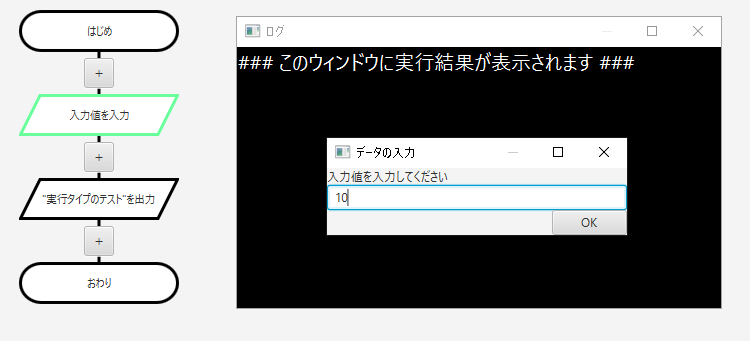 はじめ
+
入力値を入力
+
"実行タイプのテスト"を出力
+
おわり
ログ
### このウィンドウに実行結果が表示されます ###
データの入力
入力値を入力してください
10
OK